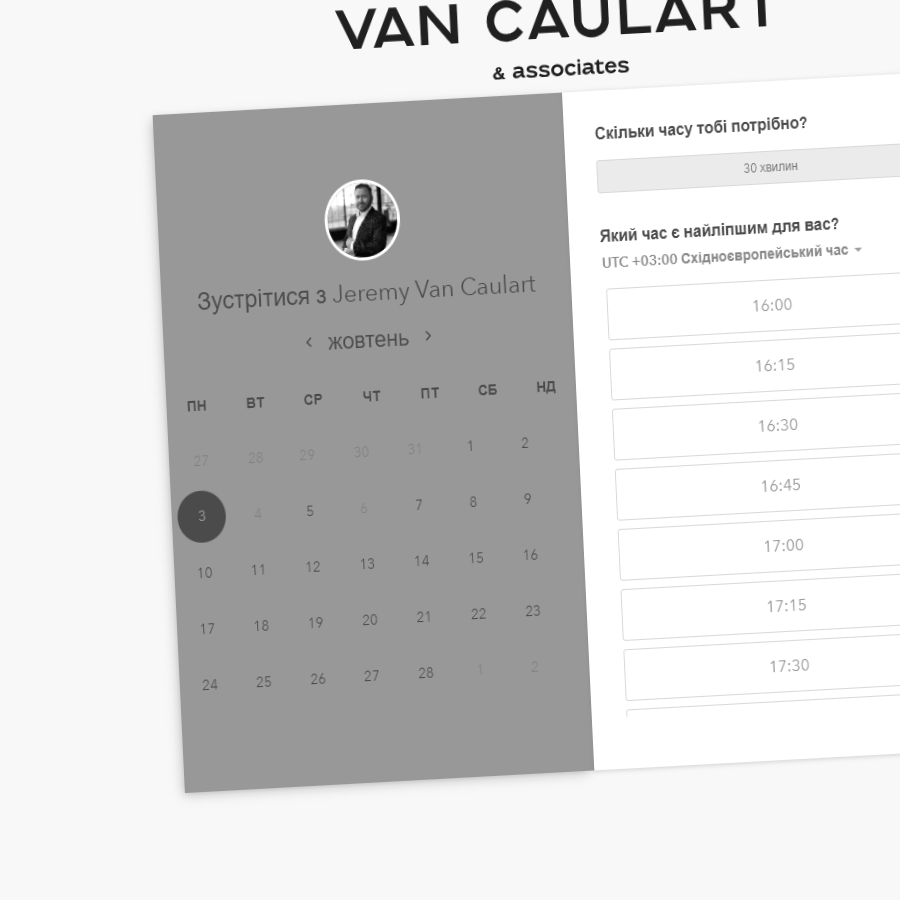 VAN CAULART
& associates
Зустрітися з Jeremy Van Caulart
‹ жовтень ›
ПН ВТ СР ЧТ ПТ СБ НД
27 28 29 30 31 1 2
3 4 5 6 7 8 9
10 11 12 13 14 15 16
17 18 19 20 21 22 23
24 25 26 27 28 1 2
Скільки часу тобі потрібно?
30 хвилин
Який час є найліпшим для вас?
UTC +03:00 Східноєвропейський час
16:00
16:15
16:30
16:45
17:00
17:15
17:30